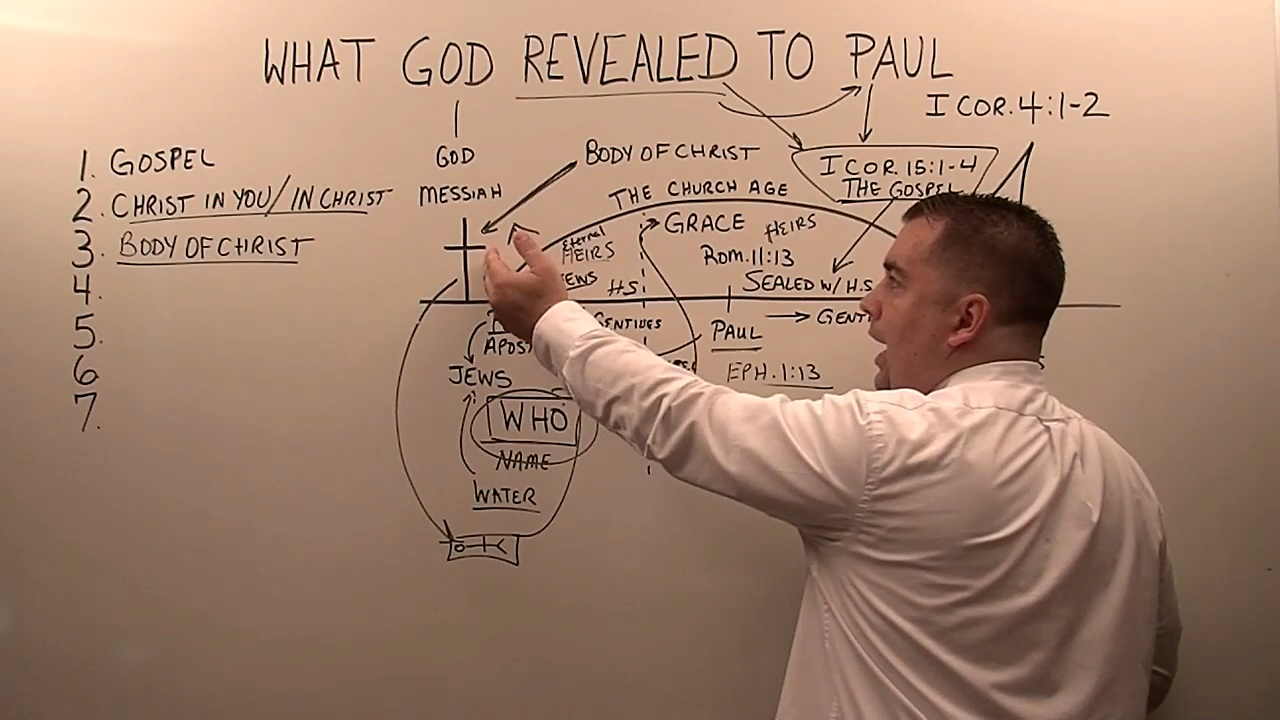 WHAT GOD REVEALED TO PAUL
I COR. 4:1-2
1. GOSPEL
2. CHRIST IN YOU/IN CHRIST
3. BODY OF CHRIST
4.
5.
6.
7.
GOD
MESSIAH
BODY OF CHRIST
THE CHURCH AGE
I COR. 15:1-4
THE GOSPEL
Eternal
HEIRS
H.S.
GRACE HEIRS
Rom. 11:13
SEALED W/ H.S.
PAUL
EPH. 1:13
JEWS
WHO
NAME
WATER